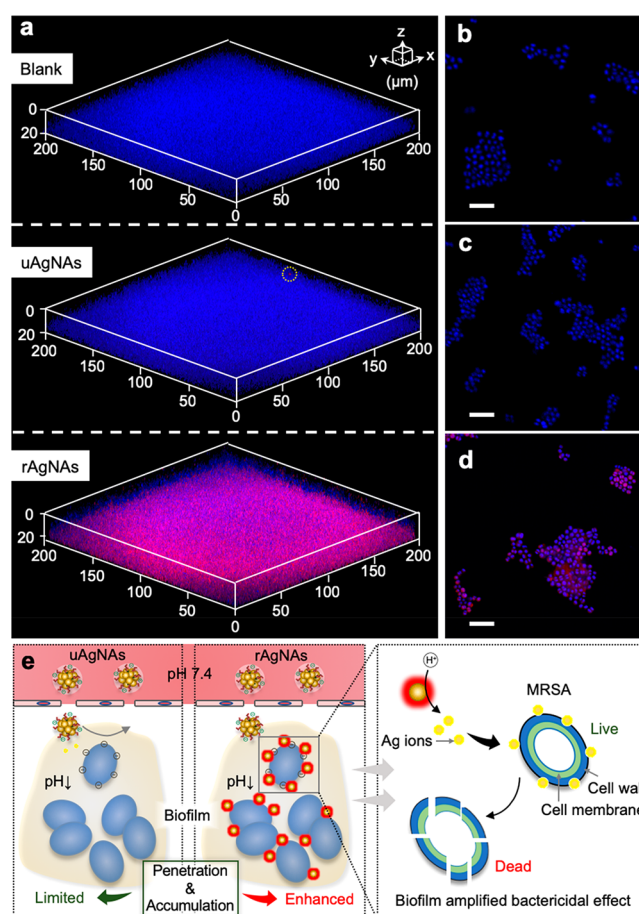 a
Blank
z
y
x
(μm)
0
20
200
150
100
50
0
50
100
150
200
uAgNAs
0
20
200
150
100
50
0
50
100
150
200
rAgNAs
0
20
200
150
100
50
0
50
100
150
200
b
c
d
e
uAgNAs
pH 7.4
rAgNAs
pH↓
Biofilm
pH↓
Limited
Penetration
&
Accumulation
Enhanced
H⁺
Ag ions
MRSA
Live
Cell wal
Cell membrane
Dead
Biofilm amplified bactericidal effect